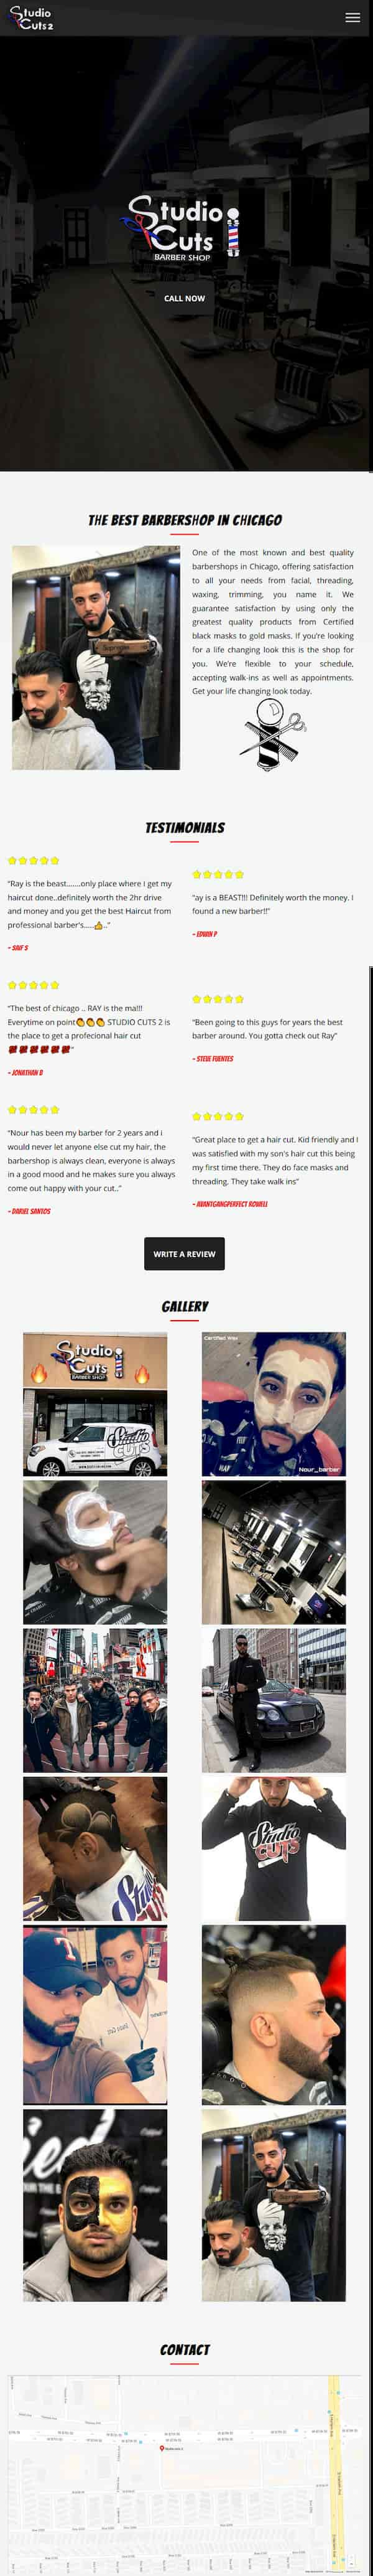 Studio
Cuts 2
Studio
Cuts
BARBER SHOP
CALL NOW
THE BEST BARBERSHOP IN CHICAGO
One of the most known and best quality
barbershops in Chicago, offering satisfaction
to all your needs from facial, threading,
waxing, trimming, you name it. We
guarantee satisfaction by using only the
greatest quality products from Certified
black masks to gold masks. If you're looking
for a life changing look this is the shop for
you. We're flexible to your schedule,
accepting walk-ins as well as appointments.
Get your life changing look today.
TESTIMONIALS
"Ray is the beast.......only place where I get my
haircut done..definitely worth the 2hr drive
and money and you get the best Haircut from
professional barber's.....👍.."
- SAIF S
"ay is a BEAST!!! Definitely worth the money. I
found a new barber!!"
- EDWIN P
"The best of chicago .. RAY is the ma!!!
Everytime on point👏👏👏 STUDIO CUTS 2 is
the place to get a profecional hair cut
- JONATHAN B
"Been going to this guys for years the best
barber around. You gotta check out Ray"
- STEVE FUENTES
"Nour has been my barber for 2 years and i
would never let anyone else cut my hair, the
barbershop is always clean, everyone is always
in a good mood and he makes sure you always
come out happy with your cut.."
- DARIEL SANTOS
"Great place to get a hair cut. Kid friendly and I
was satisfied with my son's hair cut this being
my first time there. They do face masks and
threading. They take walk ins"
- AVANTGANGPERFECT ROWELL
WRITE A REVIEW
GALLERY
Studio
Cuts
BARBER SHOP
Studio
CUTS
Certified Wax
Nour_barber
Studio
CUTS
CONTACT